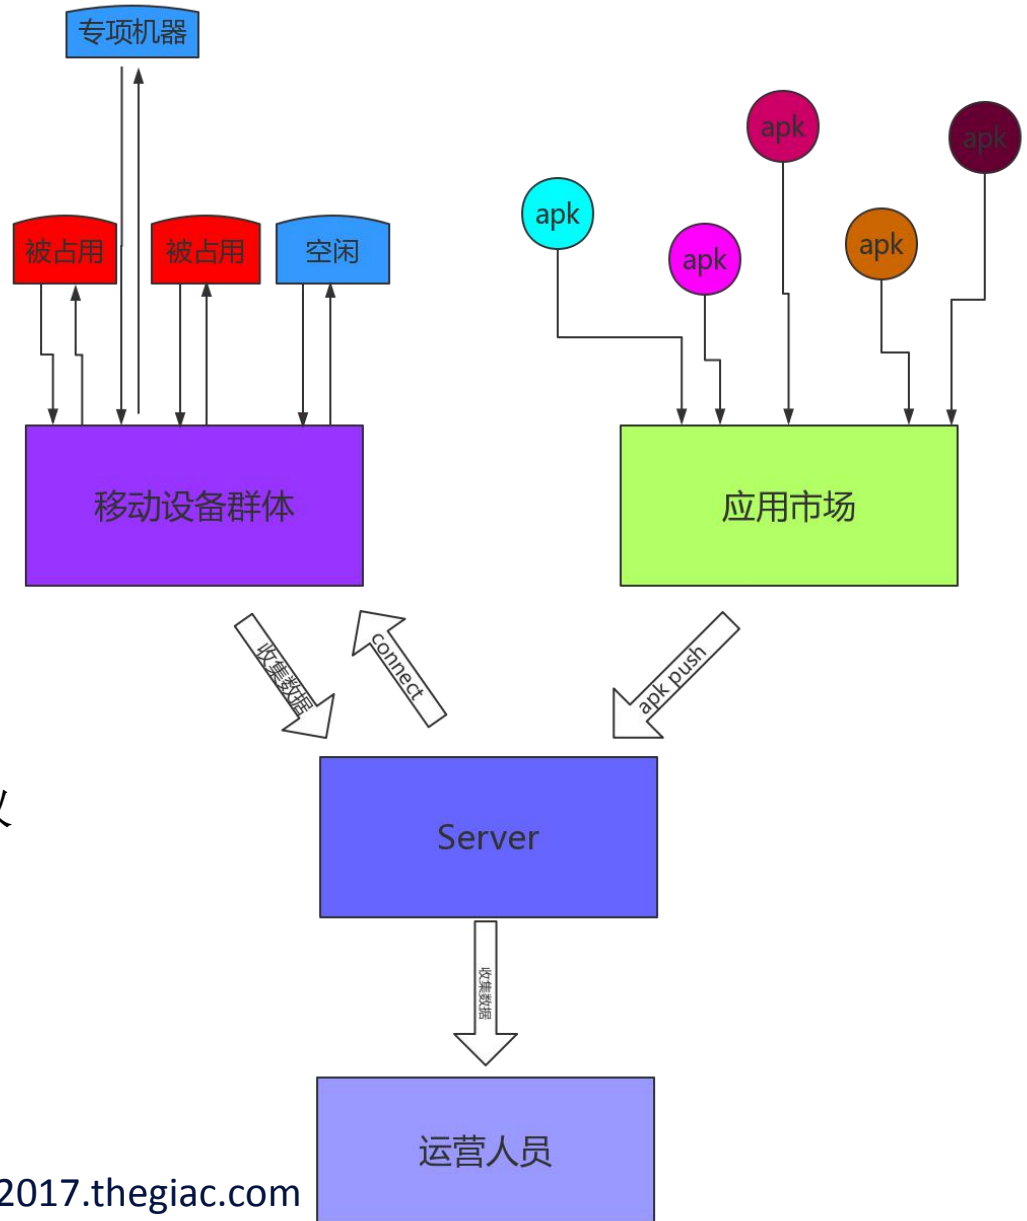 专项机器
apk
apk
apk
被占用
被占用
空闲
apk
apk
移动设备群体
应用市场
收集数据
connect
apk push
Server
收集数据
运营人员
2017.thegiac.com